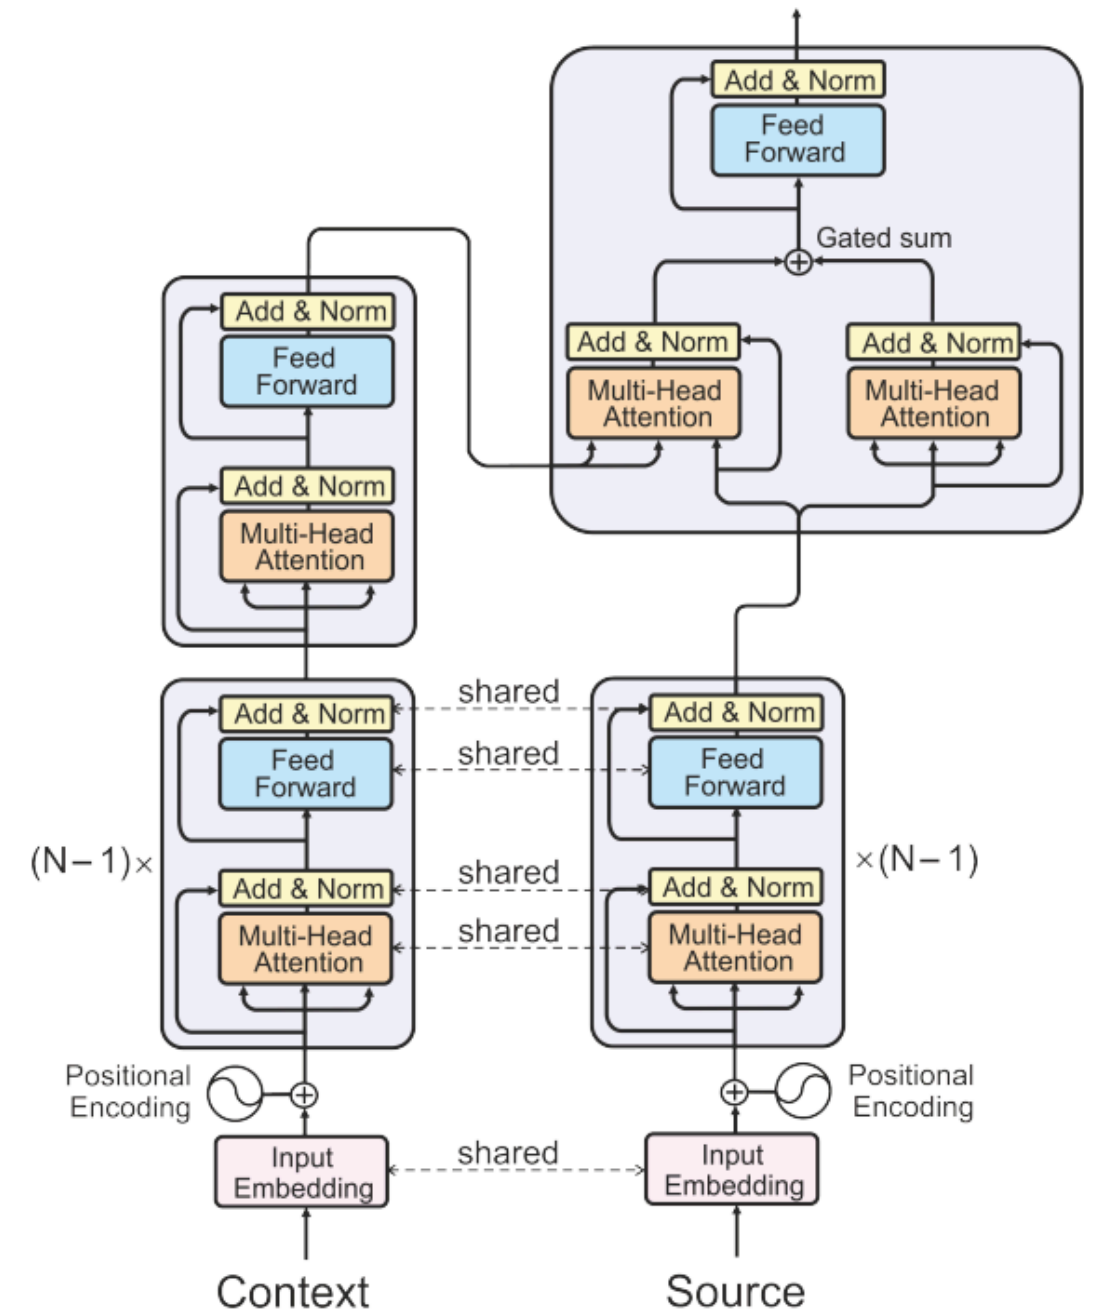 Add & Norm
Feed
Forward
Gated sum
Add & Norm
Multi-Head
Attention
Add & Norm
Multi-Head
Attention
Add & Norm
Feed
Forward
Add & Norm
Multi-Head
Attention
(N−1)×
Add & Norm
Feed
Forward
Add & Norm
Multi-Head
Attention
shared
shared
shared
shared
Add & Norm
Feed
Forward
Add & Norm
Multi-Head
Attention
×(N−1)
Positional
Encoding
Positional
Encoding
Input
Embedding
shared
Input
Embedding
Context
Source